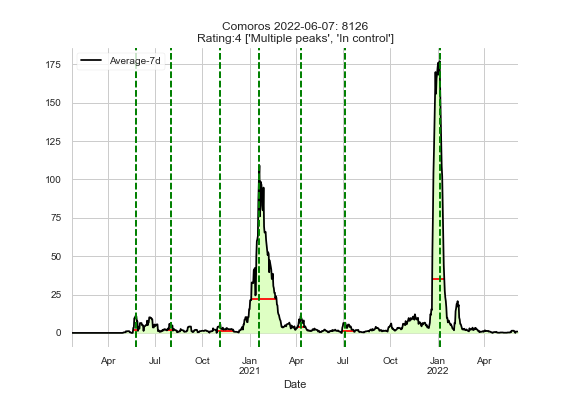 Comoros 2022-06-07: 8126
Rating:4 ['Multiple peaks', 'In control']
Average-7d
175
150
125
100
75
50
25
0
Apr Jul Oct Jan Apr Jul Oct Jan Apr
2021 2022
Date